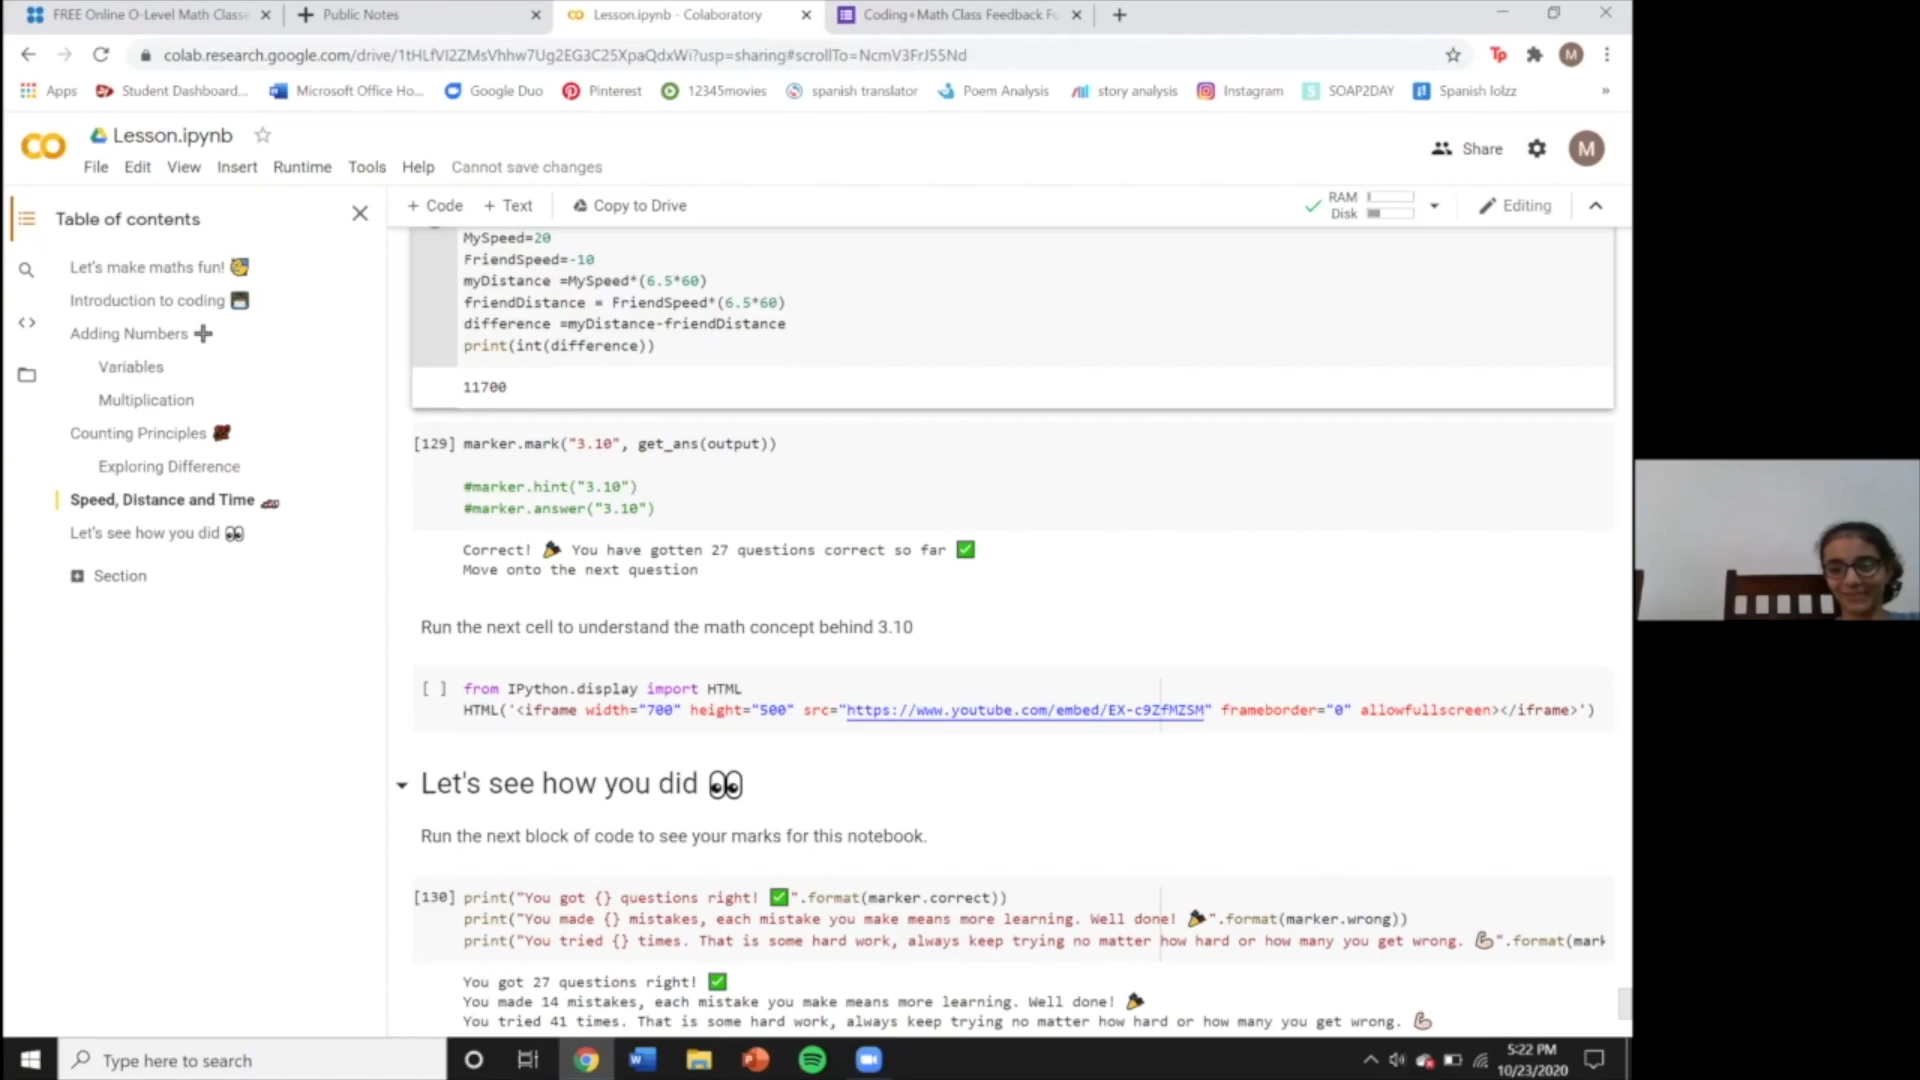 FREE Online O-Level Math Classe
Public Notes
Lesson.ipynb - Colaboratory
Coding+Math Class Feedback Fo
colab.research.google.com/drive/1tHLfVI2ZMsVhhw7Ug2EG3C25XpaQdxWi?usp=sharing#scrollTo=NcmV3FrJ55Nd
Tp
M
Apps
Student Dashboard...
Microsoft Office Ho...
Google Duo
Pinterest
12345movies
spanish translator
Poem Analysis
story analysis
Instagram
S
SOAP2DAY
Spanish lolzz
»
CO
Lesson.ipynb
File Edit View Insert Runtime Tools Help Cannot save changes
Share
M
Table of contents
Let's make maths fun! 🥳
Introduction to coding 💻
Adding Numbers ➕
Variables
Multiplication
Counting Principles
Exploring Difference
Speed, Distance and Time 👟
Let's see how you did 👀
Section
+ Code + Text Copy to Drive
RAM
Disk
Editing
MySpeed=20
FriendSpeed=-10
myDistance =MySpeed*(6.5*60)
friendDistance = FriendSpeed*(6.5*60)
difference =myDistance-friendDistance
print(int(difference))
11700
[129] marker.mark("3.10", get_ans(output))
#marker.hint("3.10")
#marker.answer("3.10")
Correct! 🎉 You have gotten 27 questions correct so far ✅
Move onto the next question
Run the next cell to understand the math concept behind 3.10
[ ] from IPython.display import HTML
HTML('<iframe width="700" height="500" src="https://www.youtube.com/embed/EX-c9ZfMZSM" frameborder="0" allowfullscreen></iframe>')
Let's see how you did 👀
Run the next block of code to see your marks for this notebook.
[130] print("You got {} questions right! ✅".format(marker.correct))
print("You made {} mistakes, each mistake you make means more learning. Well done! 🎉".format(marker.wrong))
print("You tried {} times. That is some hard work, always keep trying no matter how hard or how many you get wrong. 💪".format(mark
You got 27 questions right! ✅
You made 14 mistakes, each mistake you make means more learning. Well done! 🎉
You tried 41 times. That is some hard work, always keep trying no matter how hard or how many you get wrong. 💪
Type here to search
5:22 PM
10/23/2020